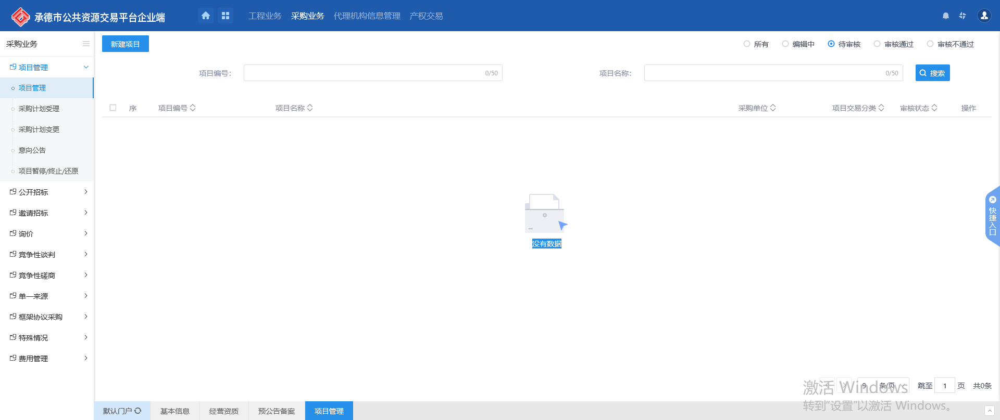 承德市公共资源交易平台企业端
工程业务 采购业务 代理机构信息管理 产权交易
采购业务
项目管理
项目管理
采购计划受理
采购计划变更
意向公告
项目暂停/终止/还原
公开招标
邀请招标
询价
竞争性谈判
竞争性磋商
单一来源
框架协议采购
特殊情况
费用管理
新建项目
所有 编辑中 待审核 审核通过 审核不通过
项目编号: 0/50 项目名称: 0/50 搜索
序 项目编号 项目名称 采购单位 项目交易分类 审核状态 操作
没有数据
快捷入口
9 条/页 跳至 1 页 共0条
激活 Windows
转到“设置”以激活 Windows。
默认门户 基本信息 经营资质 预公告备案 项目管理